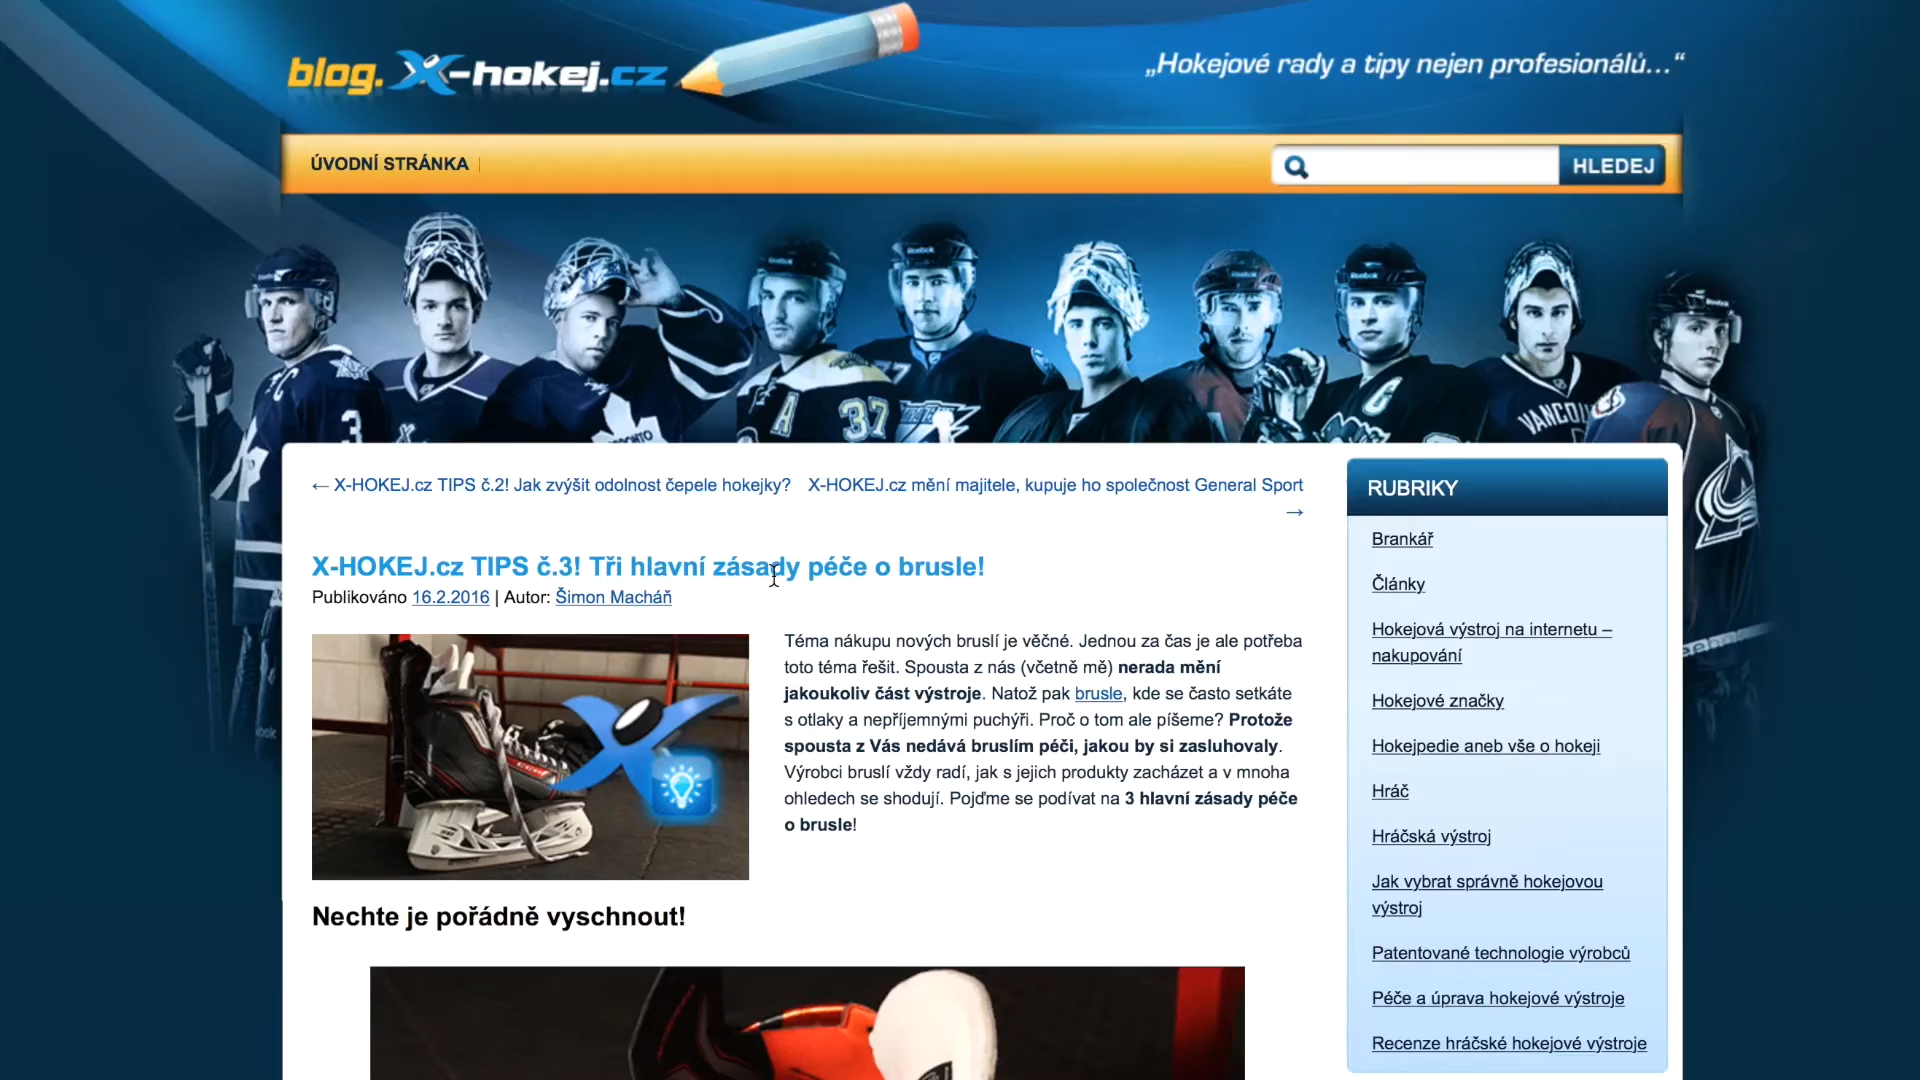 blog.X-hokej.cz
„Hokejové rady a tipy nejen profesionálů...“
ÚVODNÍ STRÁNKA
HLEDEJ
Reebok
C
3
TORONTO
A
37
C
VANCOU
← X-HOKEJ.cz TIPS č.2! Jak zvýšit odolnost čepele hokejky?
X-HOKEJ.cz mění majitele, kupuje ho společnost General Sport
→
X-HOKEJ.cz TIPS č.3! Tři hlavní zásady péče o brusle!
Publikováno 16.2.2016 | Autor: Šimon Macháň
Téma nákupu nových bruslí je věčné. Jednou za čas je ale potřeba
toto téma řešit. Spousta z nás (včetně mě) nerada mění
jakoukoliv část výstroje. Natož pak brusle, kde se často setkáte
s otlaky a nepříjemnými puchýři. Proč o tom ale píšeme? Protože
spousta z Vás nedává bruslím péči, jakou by si zasluhovaly.
Výrobci bruslí vždy radí, jak s jejich produkty zacházet a v mnoha
ohledech se shodují. Pojďme se podívat na 3 hlavní zásady péče
o brusle!
Nechte je pořádně vyschnout!
RUBRIKY
Brankář
Články
Hokejová výstroj na internetu –
nakupování
Hokejové značky
Hokejpedie aneb vše o hokeji
Hráč
Hráčská výstroj
Jak vybrat správně hokejovou
výstroj
Patentované technologie výrobců
Péče a úprava hokejové výstroje
Recenze hráčské hokejové výstroje